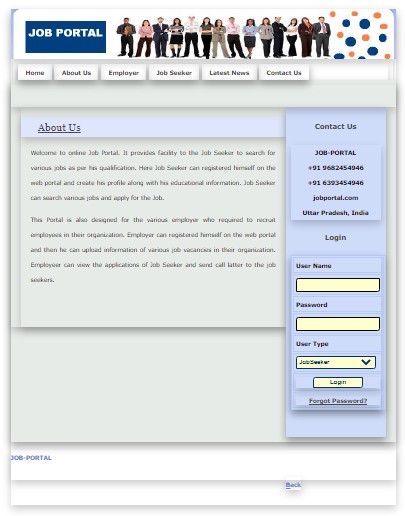 JOB PORTAL
Home
About Us
Employer
Job Seeker
Latest News
Contact Us
About Us
Welcome to online Job Portal. It provides facility to the Job Seeker to search for
various jobs as per his qualification. Here Job Seeker can registered himself on the
web portal and create his profile along with his educational information. Job Seeker
can search various jobs and apply for the Job.
This Portal is also designed for the various employer who required to recruit
employees in their organization. Employer can registered himself on the web portal
and then he can upload information of various job vacancies in their organisation.
Employeer can view the applications of Job Seeker and send call latter to the job
seekers.
Contact Us
JOB-PORTAL
+91 9682454946
+91 6393454946
jobportal.com
Uttar Pradesh, India
Login
User Name
Password
User Type
JobSeeker
Login
Forgot Password?
JOB-PORTAL
Back